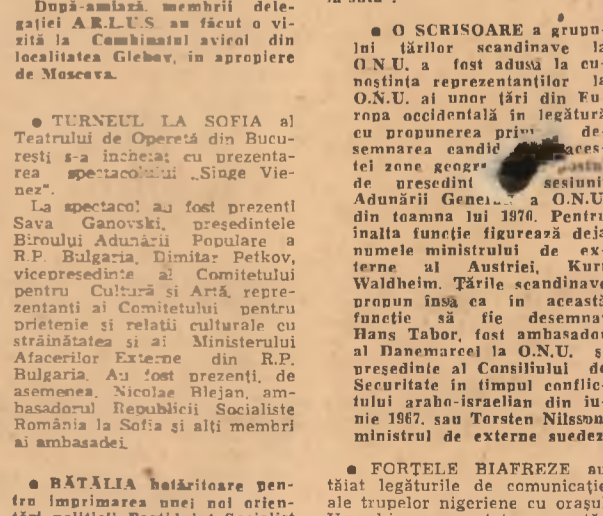 După-amiază, membrii dele-
gației A.R.L.U.S. au făcut o vi-
zită la Combinatul avicol din
localitatea Glebov, în apropiere
de Moscova.
● TURNEUL LA SOFIA al
Teatrului de Operetă din Bucu-
rești s-a încheiat cu prezenta-
rea spectacolului „Sînge Vie-
nez".
La spectacol au fost prezenți
Sava Ganovski, președintele
Biroului Adunării Populare a
R.P. Bulgaria, Dimitar Petkov,
vicepreședinte al Comitetului
pentru Cultură și Artă, repre-
zentanți ai Comitetului pentru
prietenie și relații culturale cu
străinătatea și ai Ministerului
Afacerilor Externe din R.P.
Bulgaria. Au fost prezenți, de
asemenea, Nicolae Blejan, am-
basadorul Republicii Socialiste
România la Sofia și alți membri
ai ambasadei.
● BĂTĂLIA hotărîtoare pen-
tru imprimarea unei noi orien-
● O SCRISOARE a grupu-
lui țărilor scandinave la
O.N.U. a fost adusă la cu-
noștința reprezentanților la
O.N.U. ai unor țări din Eu-
ropa occidentală în legătură
cu propunerea de-
semnarea candid aces-
tei zone geogr
de președint sesiunii
Adunării a O.N.U.
din toamna lui 1970. Pentru
înalta funcție figurează deja
numele ministrului de ex-
terne al Austriei, Kurt
Waldheim. Țările scandinave
propun însă ca în această
funcție să fie desemnat
Hans Tabor, fost ambasador
al Danemarcei la O.N.U. și
președinte al Consiliului de
Securitate în timpul conflic-
tului arabo-israelian din iu-
nie 1967, sau Torsten Nilsson,
ministrul de externe suedez.
● FORȚELE BIAFREZE au
tăiat legăturile de comunicație
ale trupelor nigeriene cu orașul